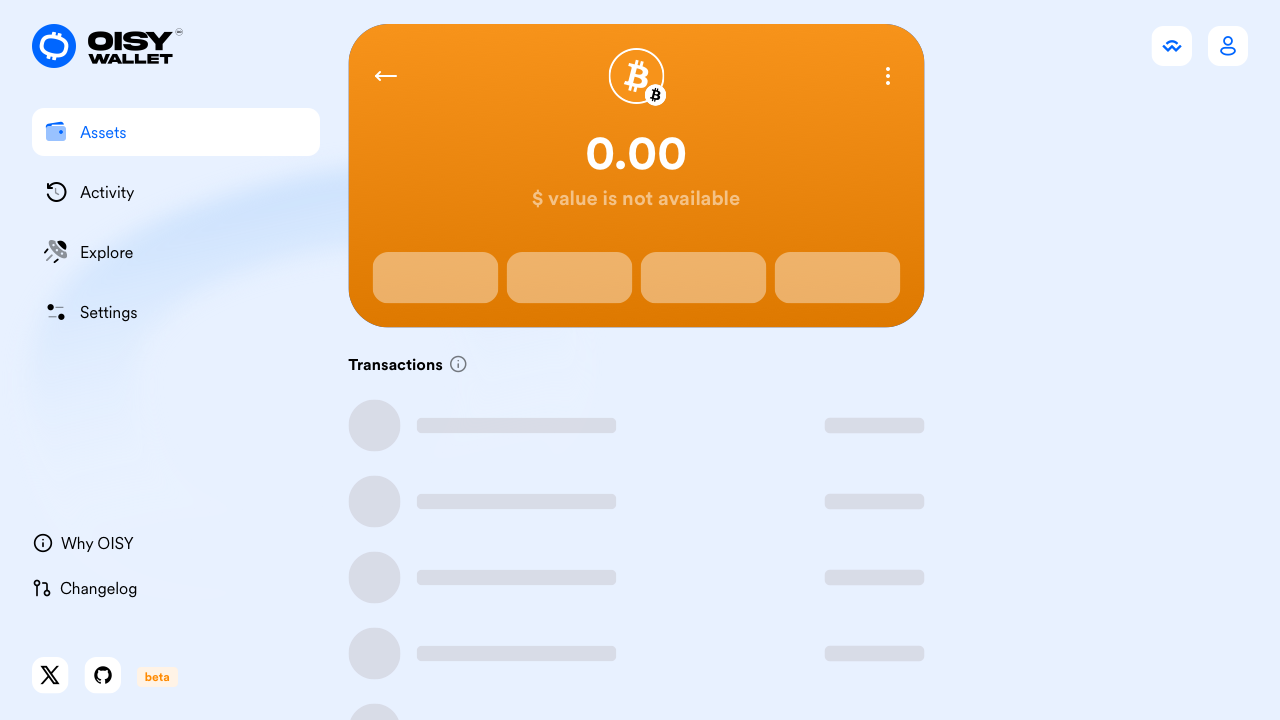 OISY
WALLET
Assets
Activity
Explore
Settings
Why OISY
Changelog
beta
0.00
$ value is not available
Transactions